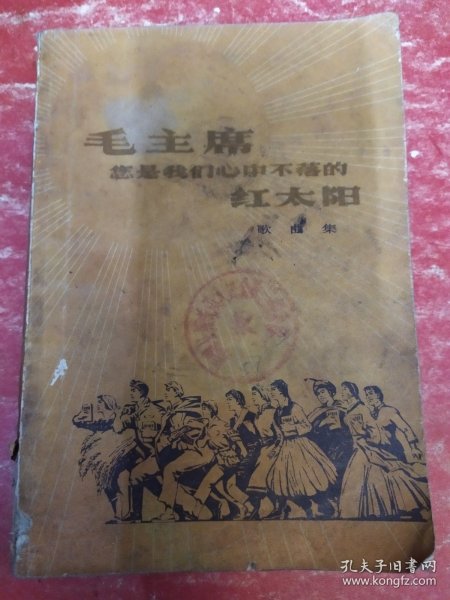 毛主席
您是我们心中不落的
红太阳
歌曲集
孔夫子旧书网
www.kongfz.com